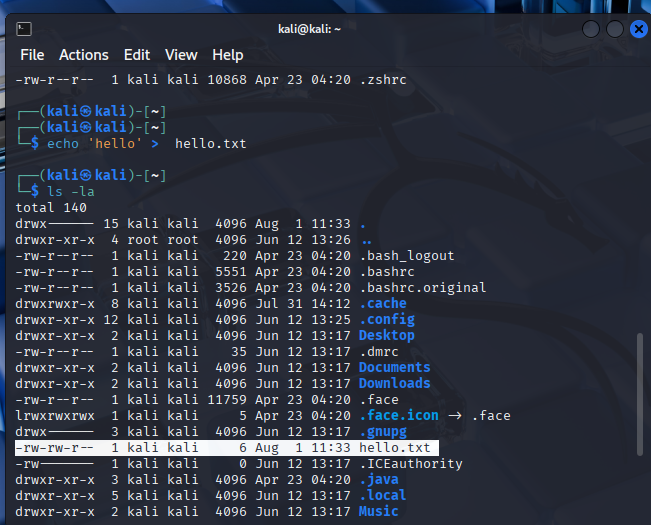 kali@kali: ~
File Actions Edit View Help
-rw-r--r-- 1 kali kali 10868 Apr 23 04:20 .zshrc
┌──(kali㉿kali)-[~]
┌──(kali㉿kali)-[~]
└─$ echo 'hello' > hello.txt
┌──(kali㉿kali)-[~]
└─$ ls -la
total 140
drwx------ 15 kali kali 4096 Aug 1 11:33 .
drwxr-xr-x 4 root root 4096 Jun 12 13:26 ..
-rw-r--r-- 1 kali kali 220 Apr 23 04:20 .bash_logout
-rw-r--r-- 1 kali kali 5551 Apr 23 04:20 .bashrc
-rw-r--r-- 1 kali kali 3526 Apr 23 04:20 .bashrc.original
drwxrwxr-x 8 kali kali 4096 Jul 31 14:12 .cache
drwxr-xr-x 12 kali kali 4096 Jun 12 13:25 .config
drwxr-xr-x 2 kali kali 4096 Jun 12 13:17 Desktop
-rw-r--r-- 1 kali kali 35 Jun 12 13:17 .dmrc
drwxr-xr-x 2 kali kali 4096 Jun 12 13:17 Documents
drwxr-xr-x 2 kali kali 4096 Jun 12 13:17 Downloads
-rw-r--r-- 1 kali kali 11759 Apr 23 04:20 .face
lrwxrwxrwx 1 kali kali 5 Apr 23 04:20 .face.icon -> .face
drwx------ 3 kali kali 4096 Jun 12 13:17 .gnupg
-rw-rw-r-- 1 kali kali 6 Aug 1 11:33 hello.txt
-rw------- 1 kali kali 0 Jun 12 13:17 .ICEauthority
drwxr-xr-x 3 kali kali 4096 Apr 23 04:20 .java
drwxr-xr-x 5 kali kali 4096 Jun 12 13:17 .local
drwxr-xr-x 2 kali kali 4096 Jun 12 13:17 Music